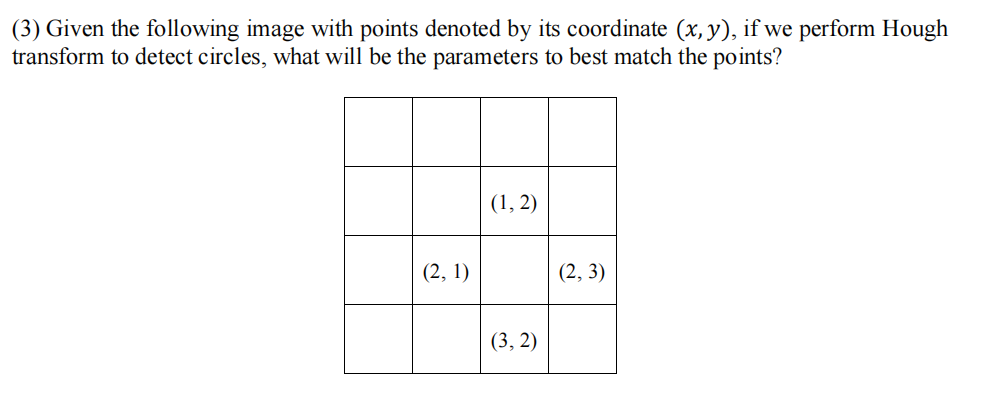 (3) Given the following image with points denoted by its coordinate (x, y), if we perform Hough
transform to detect circles, what will be the parameters to best match the points?
(1, 2)
(2, 1) (2, 3)
(3, 2)